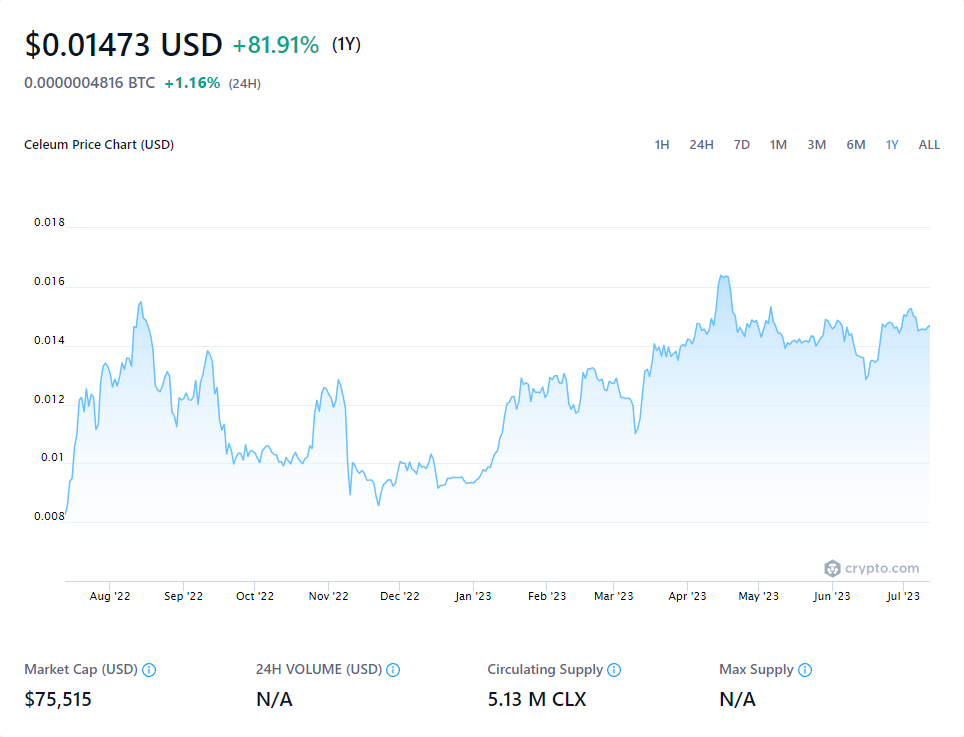 $0.01473 USD +81.91% (1Y)
0.0000004816 BTC +1.16% (24H)
Celeum Price Chart (USD) 1H 24H 7D 1M 3M 6M 1Y ALL
0.018
0.016
0.014
0.012
0.01
0.008
crypto.com
Aug '22 Sep '22 Oct '22 Nov '22 Dec '22 Jan '23 Feb '23 Mar '23 Apr '23 May '23 Jun '23 Jul '23
Market Cap (USD) 24H VOLUME (USD) Circulating Supply Max Supply
$75,515 N/A 5.13 M CLX N/A